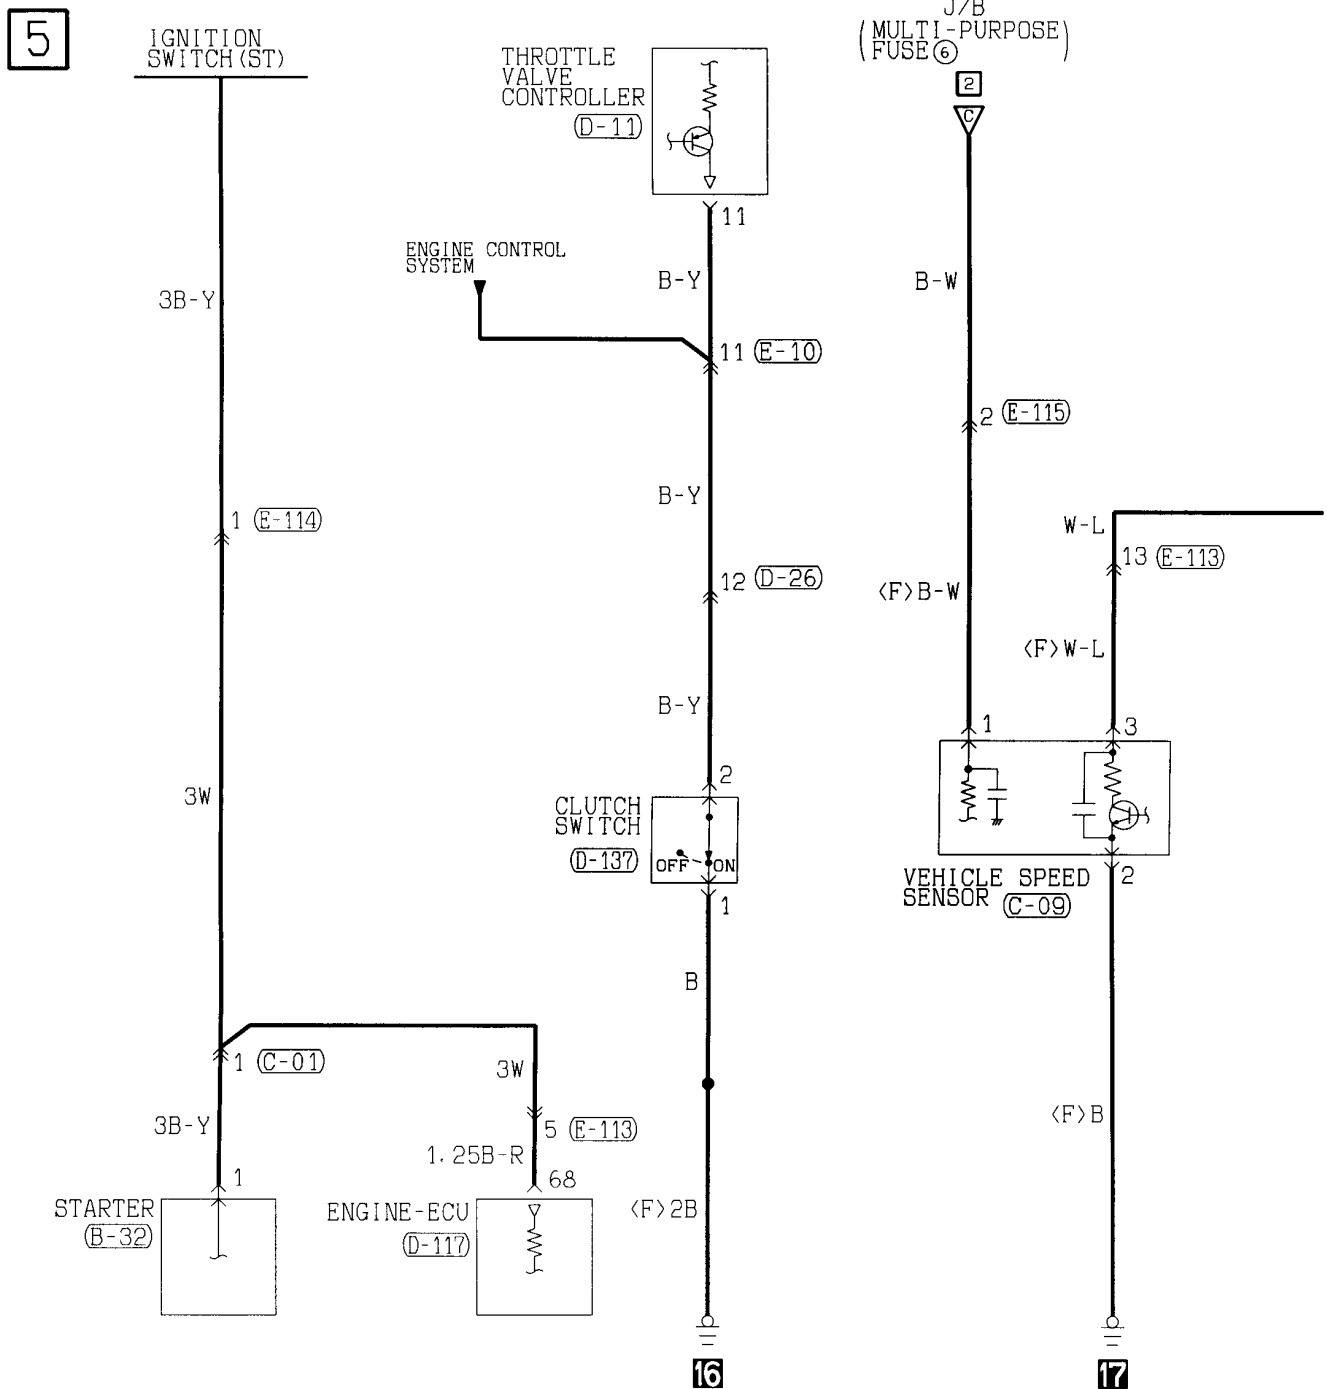 5
IGNITION
SWITCH(ST)
THROTTLE
VALVE
CONTROLLER
(D-11)
J/B
(MULTI-PURPOSE)
FUSE⑥
2
C
11
ENGINE CONTROL
SYSTEM
3B-Y
B-Y
B-W
11 (E-10)
2 (E-115)
1 (E-114)
B-Y
W-L
13 (E-113)
12 (D-26)
<F>B-W
<F>W-L
B-Y
1
3
2
3W
CLUTCH
SWITCH
(D-137)
OFF
ON
VEHICLE SPEED
SENSOR (C-09)
2
1
B
1 (C-01)
3W
3B-Y
5 (E-113)
<F>B
1.25B-R
1
68
STARTER
(B-32)
ENGINE-ECU
(D-117)
<F>2B
16
17